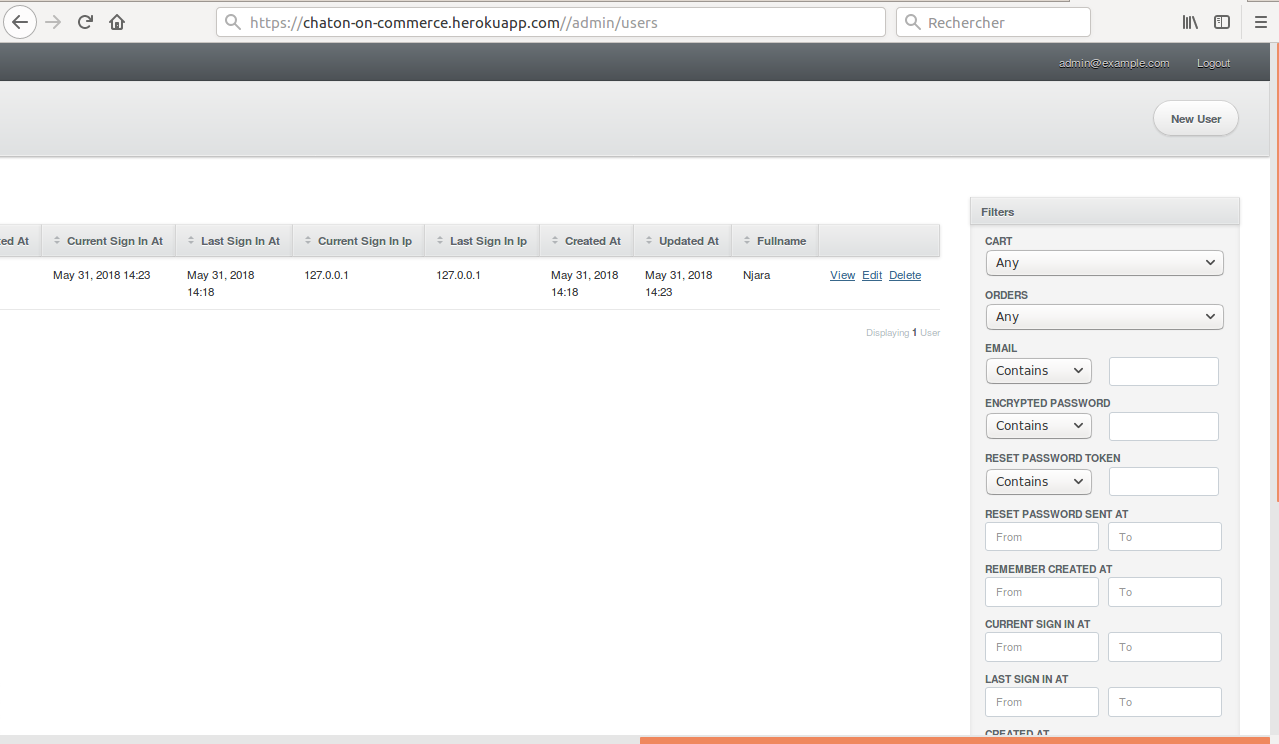 https://chaton-on-commerce.herokuapp.com//admin/users
Rechercher
admin@example.com Logout
New User
ed At Current Sign In At Last Sign In At Current Sign In Ip Last Sign In Ip Created At Updated At Fullname
May 31, 2018 14:23 May 31, 2018 127.0.0.1 127.0.0.1 May 31, 2018 May 31, 2018 Njara View Edit Delete
14:18 14:18 14:23
Displaying 1 User
Filters
CART
Any
ORDERS
Any
EMAIL
Contains
ENCRYPTED PASSWORD
Contains
RESET PASSWORD TOKEN
Contains
RESET PASSWORD SENT AT
From To
REMEMBER CREATED AT
From To
CURRENT SIGN IN AT
From To
LAST SIGN IN AT
From To
CREATED AT